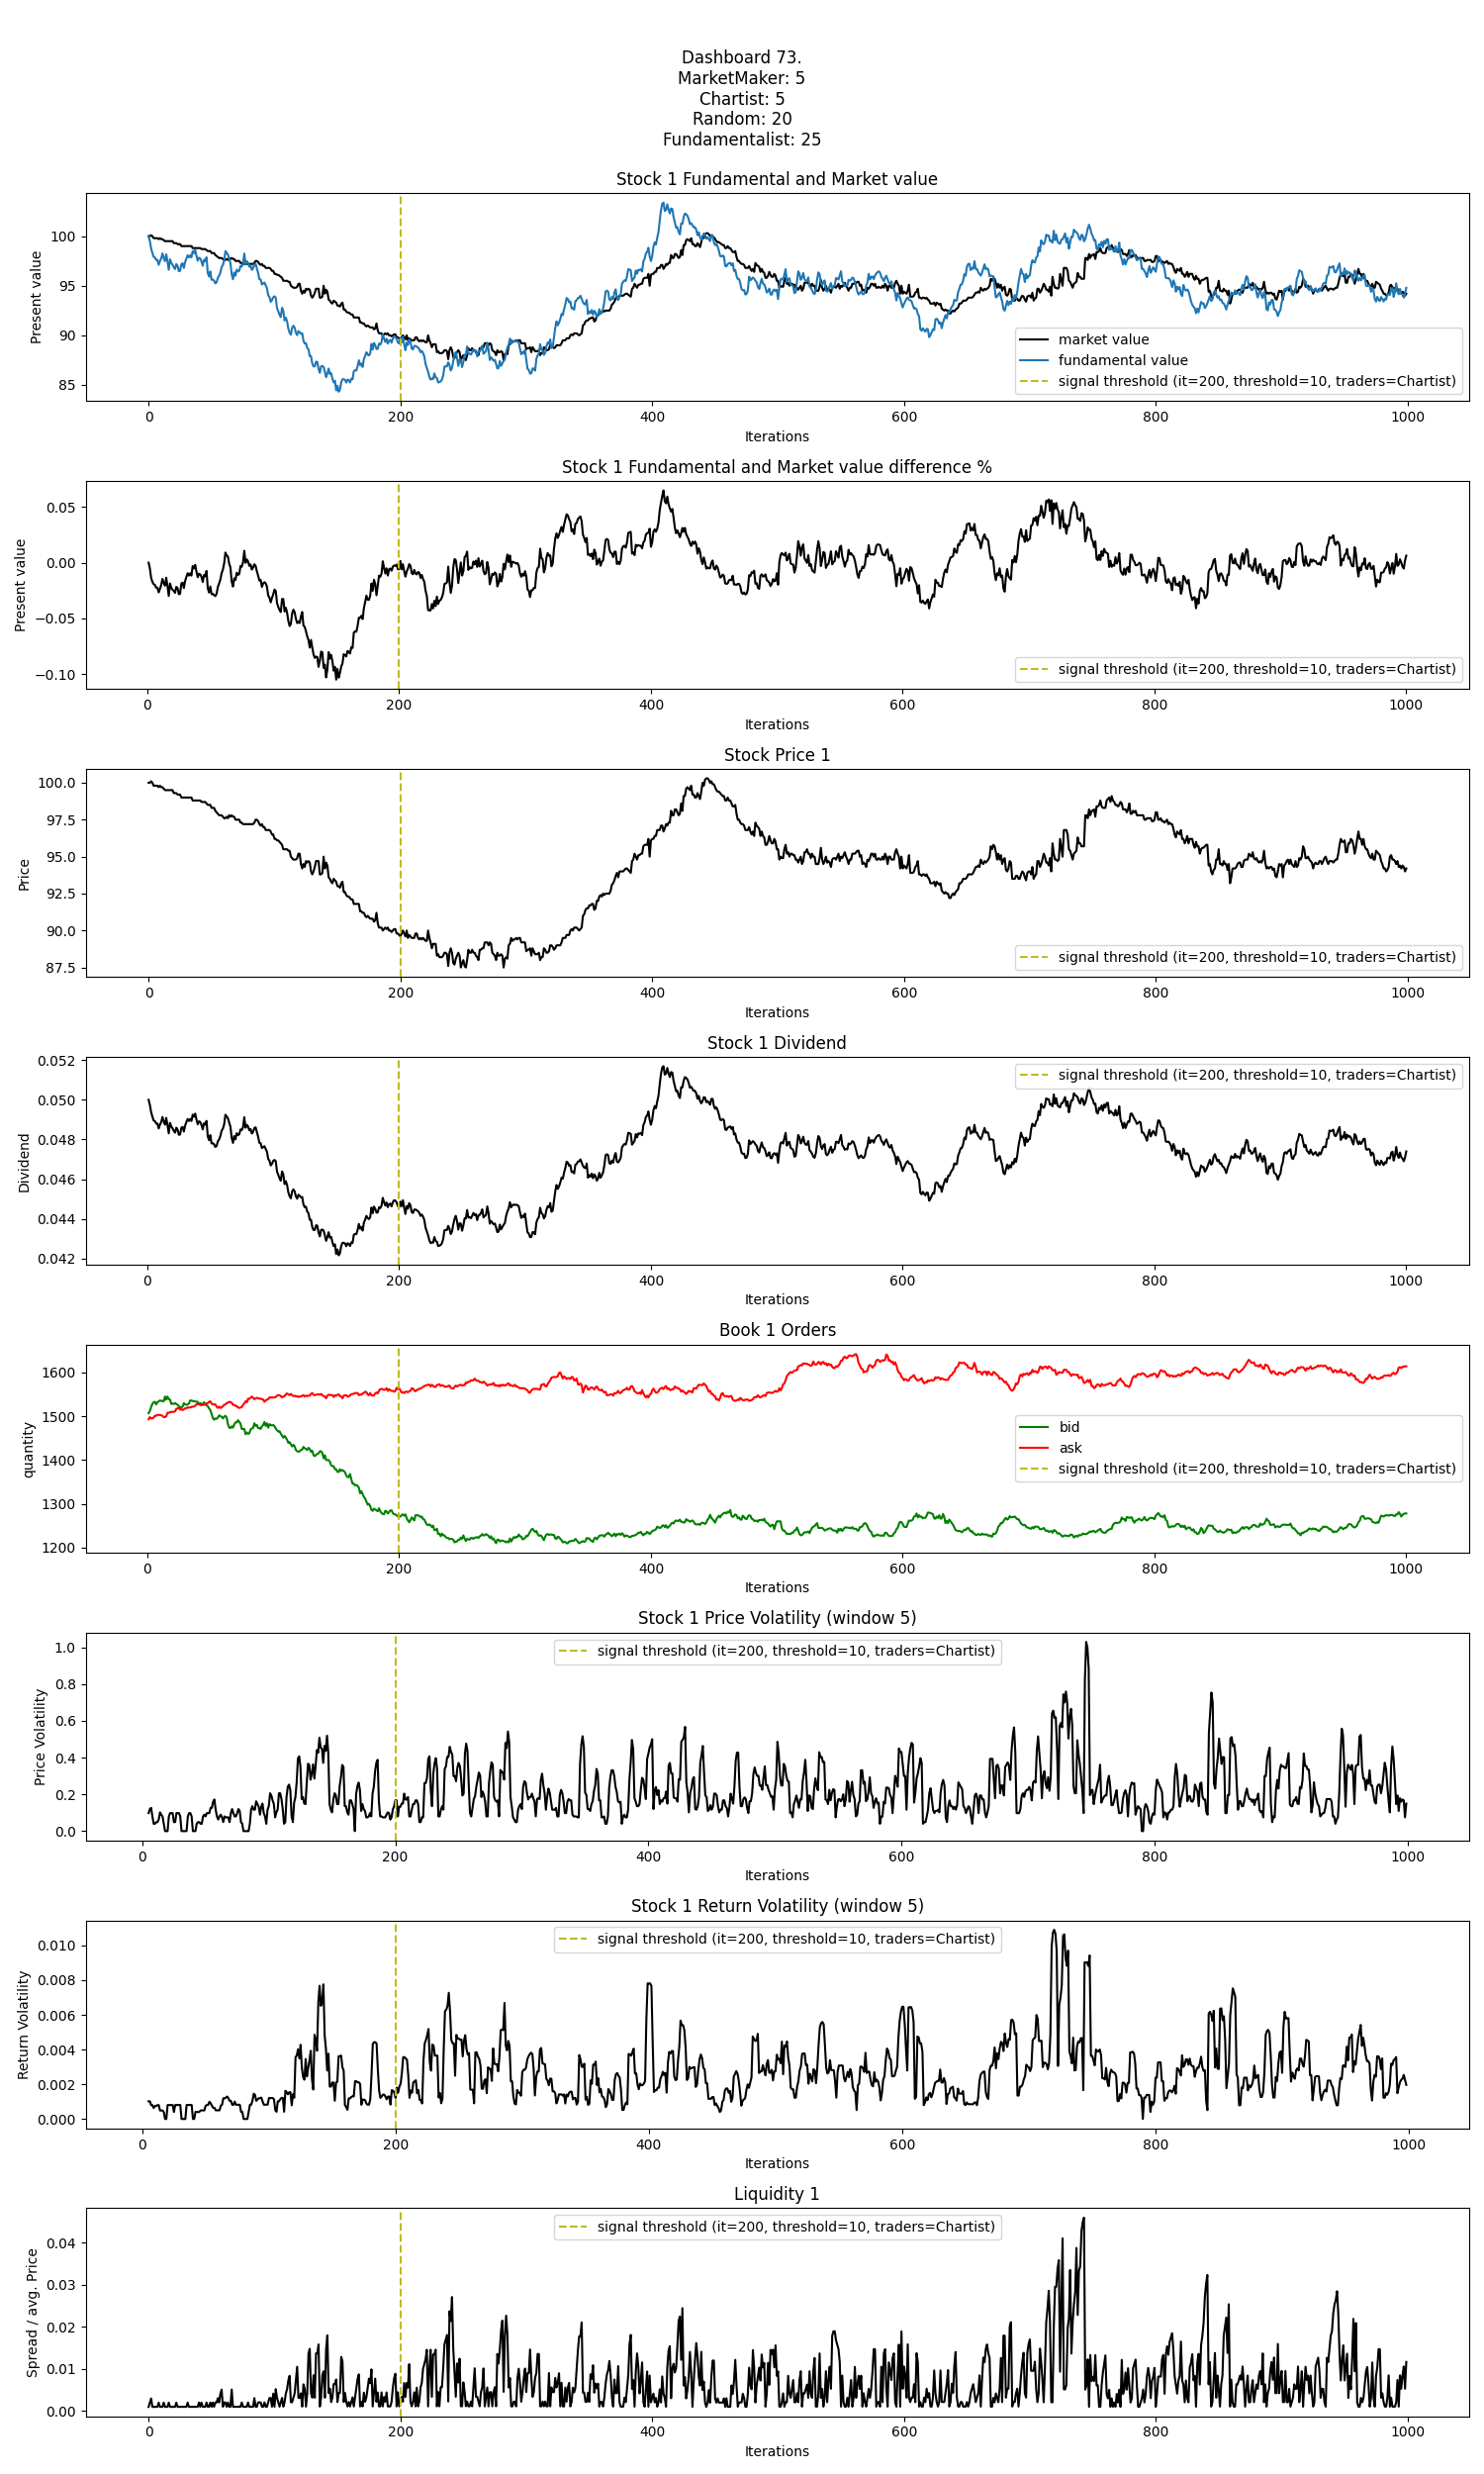 Dashboard 73.
MarketMaker: 5
Chartist: 5
Random: 20
Fundamentalist: 25
Stock 1 Fundamental and Market value
Present value
100
95
90
85
market value
fundamental value
signal threshold (it=200, threshold=10, traders=Chartist)
0 200 400 600 800 1000
Iterations
Stock 1 Fundamental and Market value difference %
Present value
0.05
0.00
−0.05
−0.10
signal threshold (it=200, threshold=10, traders=Chartist)
0 200 400 600 800 1000
Iterations
Stock Price 1
Price
100.0
97.5
95.0
92.5
90.0
87.5
signal threshold (it=200, threshold=10, traders=Chartist)
0 200 400 600 800 1000
Iterations
Stock 1 Dividend
Dividend
0.052
0.050
0.048
0.046
0.044
0.042
signal threshold (it=200, threshold=10, traders=Chartist)
0 200 400 600 800 1000
Iterations
Book 1 Orders
quantity
1600
1500
1400
1300
1200
bid
ask
signal threshold (it=200, threshold=10, traders=Chartist)
0 200 400 600 800 1000
Iterations
Stock 1 Price Volatility (window 5)
Price Volatility
1.0
0.8
0.6
0.4
0.2
0.0
signal threshold (it=200, threshold=10, traders=Chartist)
0 200 400 600 800 1000
Iterations
Stock 1 Return Volatility (window 5)
Return Volatility
0.010
0.008
0.006
0.004
0.002
0.000
signal threshold (it=200, threshold=10, traders=Chartist)
0 200 400 600 800 1000
Iterations
Liquidity 1
Spread / avg. Price
0.04
0.03
0.02
0.01
0.00
signal threshold (it=200, threshold=10, traders=Chartist)
0 200 400 600 800 1000
Iterations